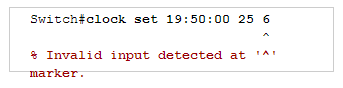 Switch#clock set 19:50:00 25 6
^
% Invalid input detected at '^'
marker.